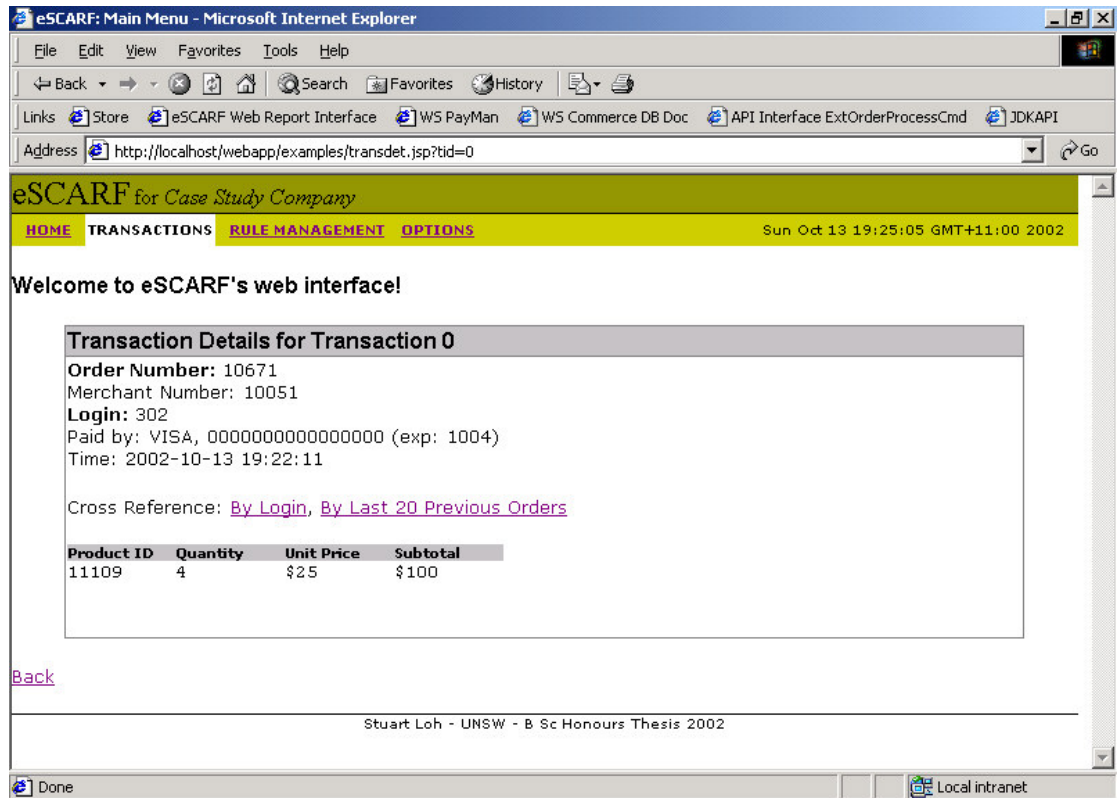 eSCARF: Main Menu - Microsoft Internet Explorer
File Edit View Favorites Tools Help
Back Search Favorites History
Links Store eSCARF Web Report Interface WS PayMan WS Commerce DB Doc API Interface ExtOrderProcessCmd JDKAPI
Address http://localhost/webapp/examples/transdet.jsp?tid=0 Go
eSCARF for Case Study Company
HOME TRANSACTIONS RULE MANAGEMENT OPTIONS Sun Oct 13 19:25:05 GMT+11:00 2002
Welcome to eSCARF's web interface!
Transaction Details for Transaction 0
Order Number: 10671
Merchant Number: 10051
Login: 302
Paid by: VISA, 0000000000000000 (exp: 1004)
Time: 2002-10-13 19:22:11
Cross Reference: By Login, By Last 20 Previous Orders
Product ID Quantity Unit Price Subtotal
11109 4 $25 $100
Back
Stuart Loh - UNSW - B Sc Honours Thesis 2002
Done Local intranet